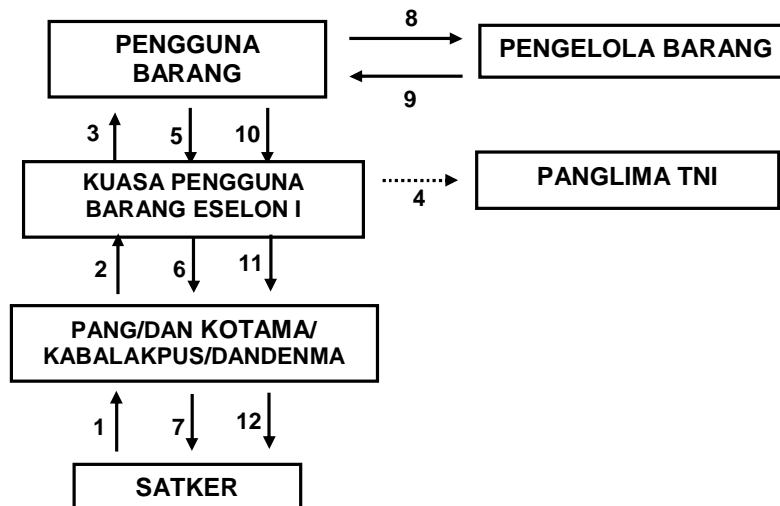 8
PENGGUNA
BARANG
PENGELOLA BARANG
9
3
5
10
KUASA PENGGUNA
BARANG ESELON I
PANGLIMA TNI
4
2
6
11
PANG/DAN KOTAMA/
KABALAKPUS/DANDENMA
1
7
12
SATKER